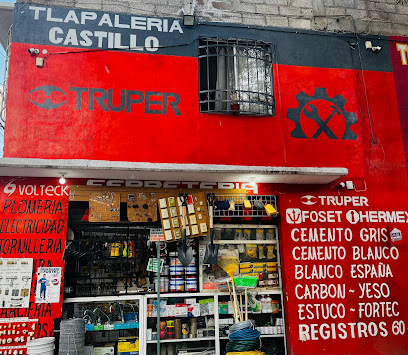 TLAPALERIA
CASTILLO
TRUPER
FERRETERIA
VOLTECK
PLOMERIA
ELECTRICIDAD
TORNILLERIA
TRUPER
FOSET HERMEX
CEMENTO GRIS
CEMENTO BLANCO
BLANCO ESPAÑA
CARBON ~ YESO
ESTUCO ~ FORTEC
REGISTROS 60